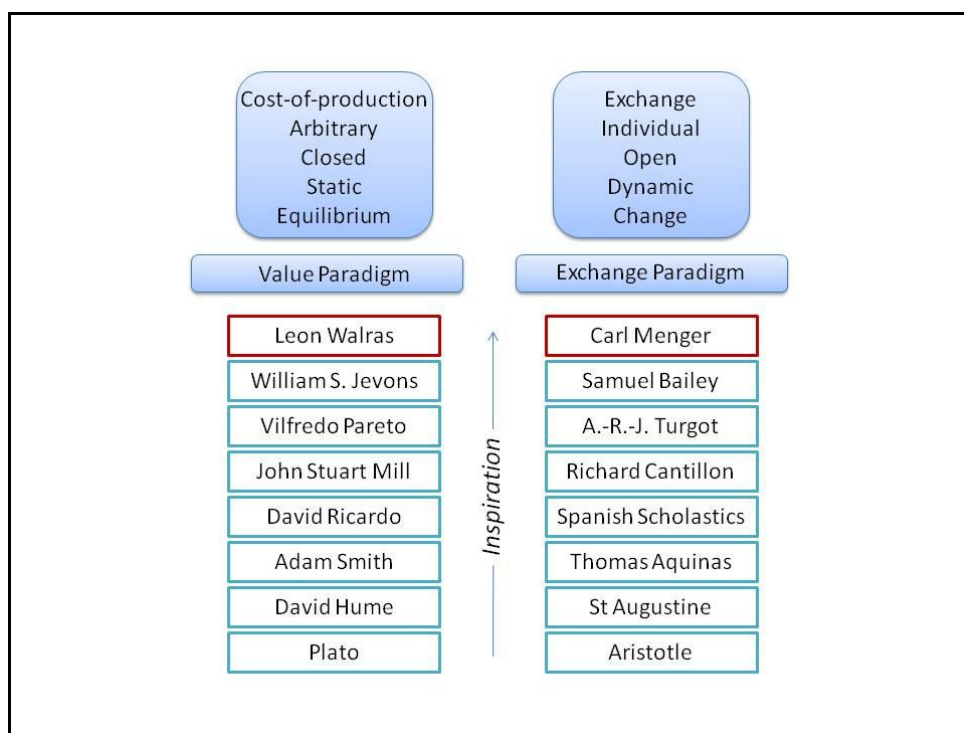 Cost-of-production
Arbitrary
Closed
Static
Equilibrium
Exchange
Individual
Open
Dynamic
Change
Value Paradigm
Exchange Paradigm
Leon Walras
William S. Jevons
Vilfredo Pareto
John Stuart Mill
David Ricardo
Adam Smith
David Hume
Plato
Inspiration
Carl Menger
Samuel Bailey
A.-R.-J. Turgot
Richard Cantillon
Spanish Scholastics
Thomas Aquinas
St Augustine
Aristotle